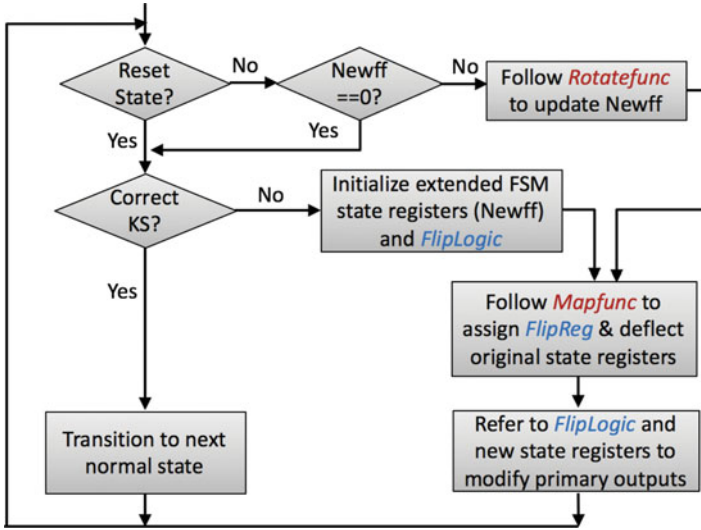 Reset
State?
No
Newff
==0?
No
Follow Rotatefunc
to update Newff
Yes
Yes
Correct
KS?
No
Initialize extended FSM
state registers (Newff)
and FlipLogic
Yes
Follow Mapfunc to
assign FlipReg & deflect
original state registers
Transition to next
normal state
Refer to FlipLogic and
new state registers to
modify primary outputs